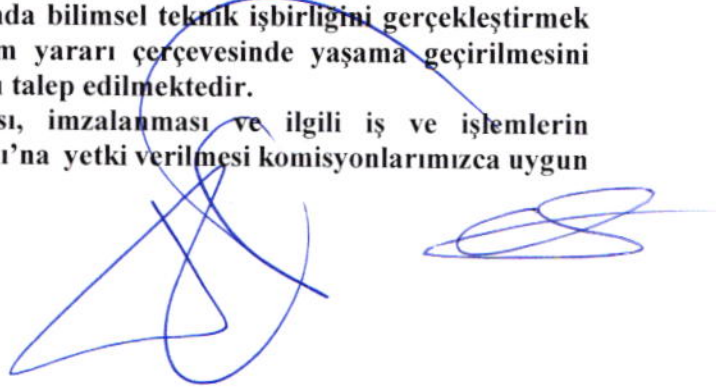 nda bilimsel teknik işbirliğini gerçekleştirmek
m yararı çerçevesinde yaşama geçirilmesini
talep edilmektedir.
sı, imzalanması ve ilgili iş ve işlemlerin
ı'na yetki verilmesi komisyonlarımızca uygun